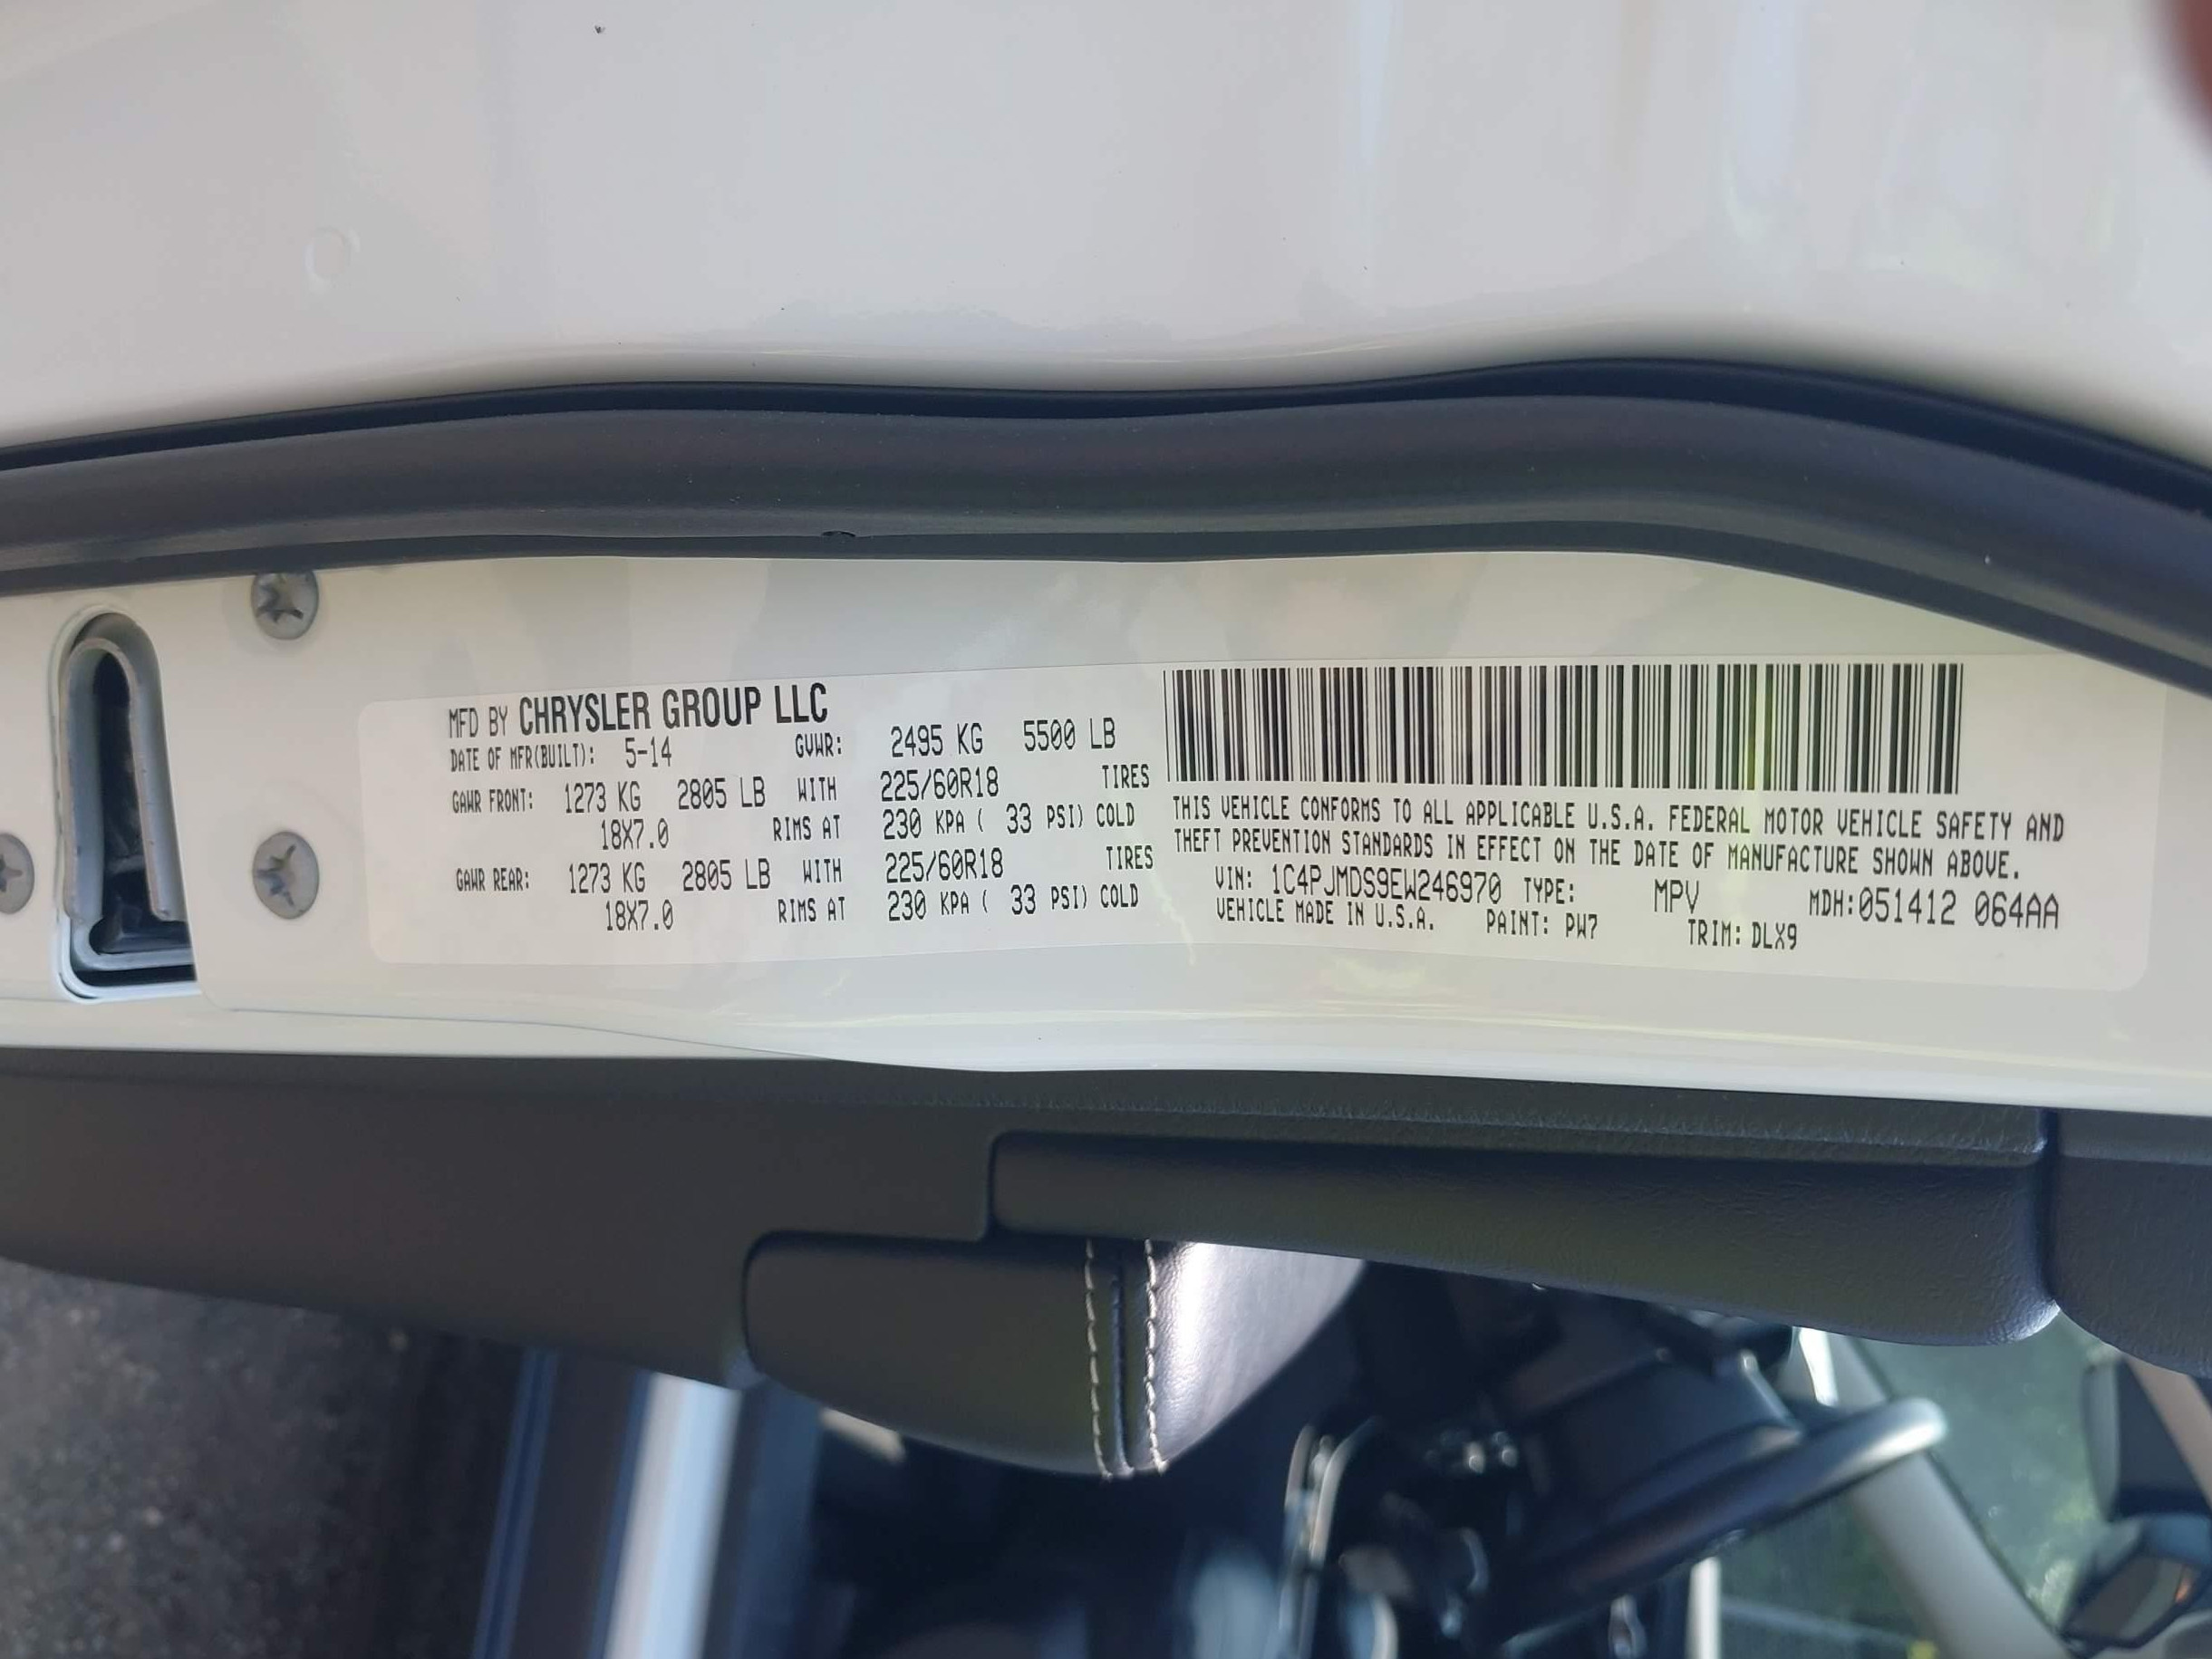 MFD BY CHRYSLER GROUP LLC
DATE OF MFR(BUILT): 5-14 GVWR: 2495 KG 5500 LB
GAWR FRONT: 1273 KG 2805 LB WITH 225/60R18 TIRES
18X7.0 RIMS AT 230 KPA ( 33 PSI) COLD
GAWR REAR: 1273 KG 2805 LB WITH 225/60R18 TIRES
18X7.0 RIMS AT 230 KPA ( 33 PSI) COLD
THIS VEHICLE CONFORMS TO ALL APPLICABLE U.S.A. FEDERAL MOTOR VEHICLE SAFETY AND
THEFT PREVENTION STANDARDS IN EFFECT ON THE DATE OF MANUFACTURE SHOWN ABOVE.
VIN: 1C4PJMDS9EW246970 TYPE: MPV MDH:051412 064AA
VEHICLE MADE IN U.S.A. PAINT: PW7 TRIM: DLX9